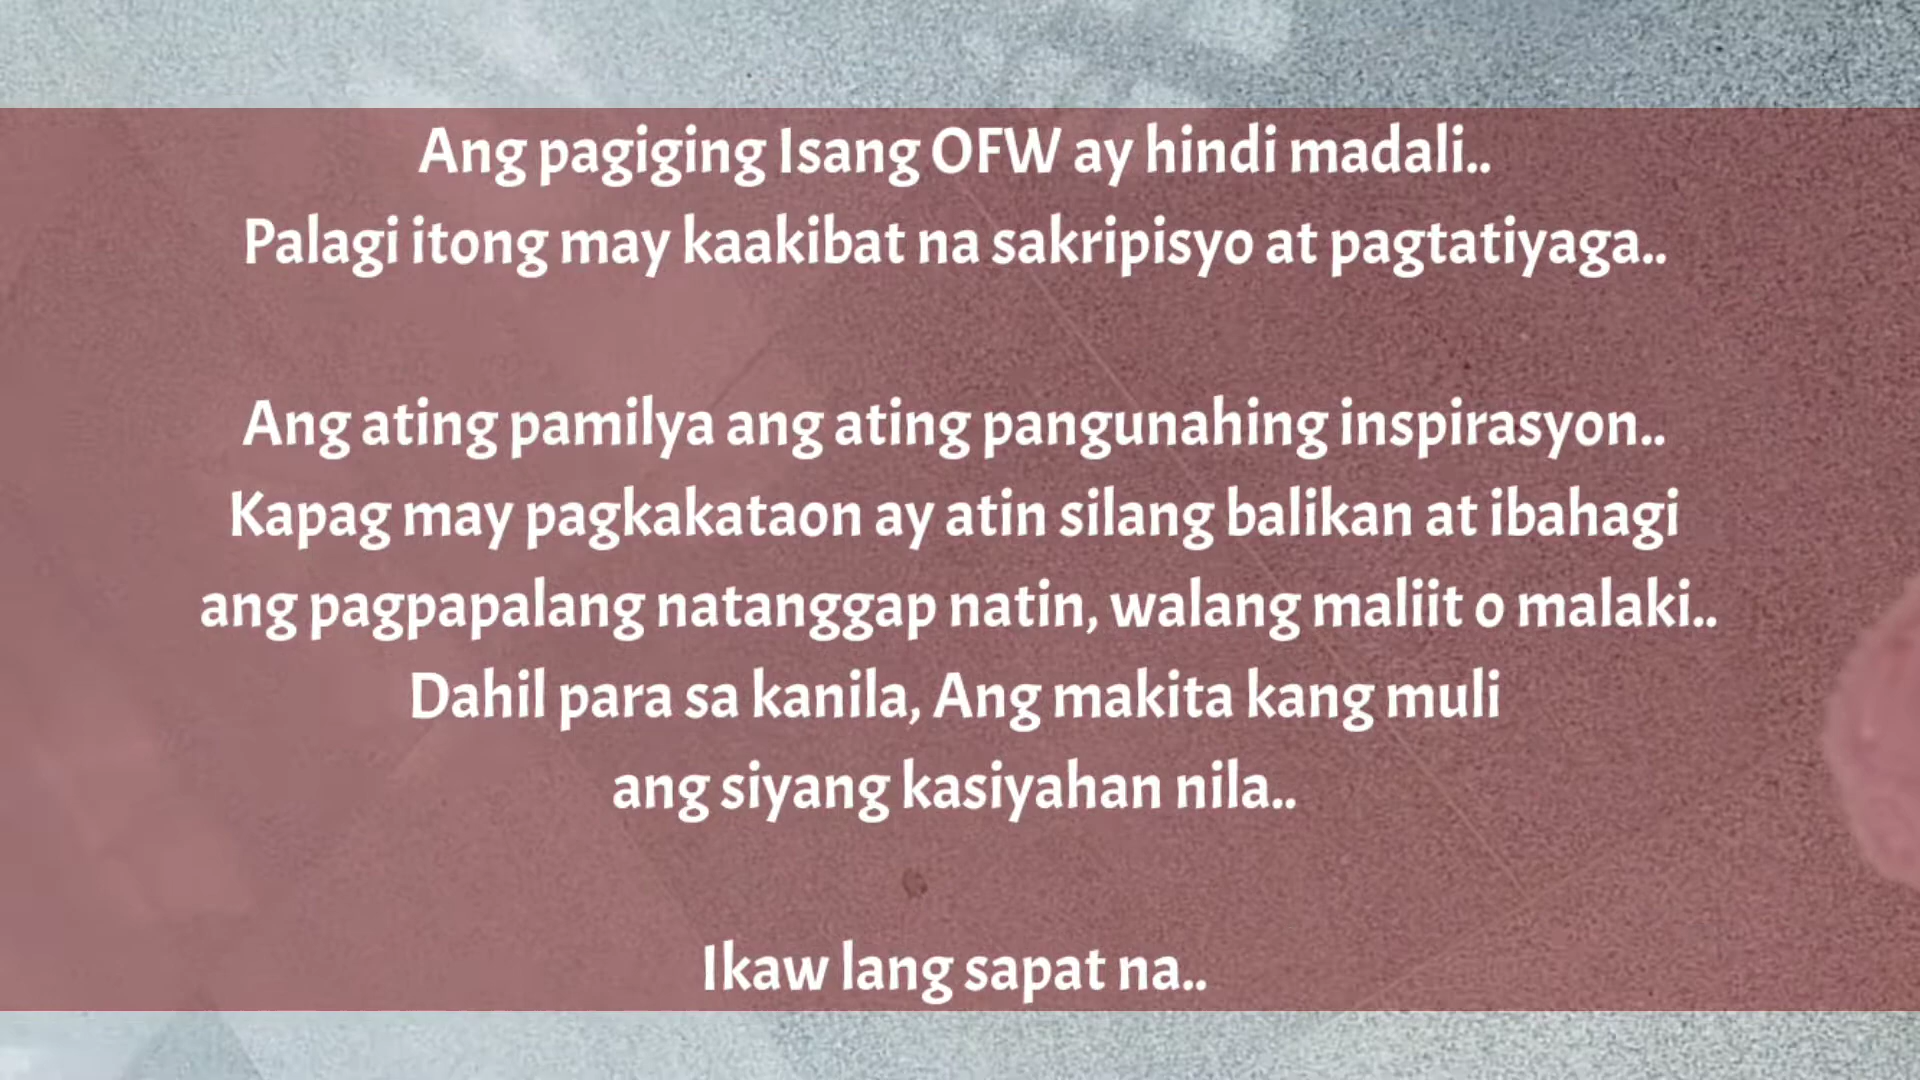 Ang pagiging Isang OFW ay hindi madali..
Palagi itong may kaakibat na sakripisyo at pagtatiyaga..
Ang ating pamilya ang ating pangunahing inspirasyon..
Kapag may pagkakataon ay atin silang balikan at ibahagi
ang pagpapalang natanggap natin, walang maliit o malaki..
Dahil para sa kanila, Ang makita kang muli
ang siyang kasiyahan nila..
Ikaw lang sapat na..